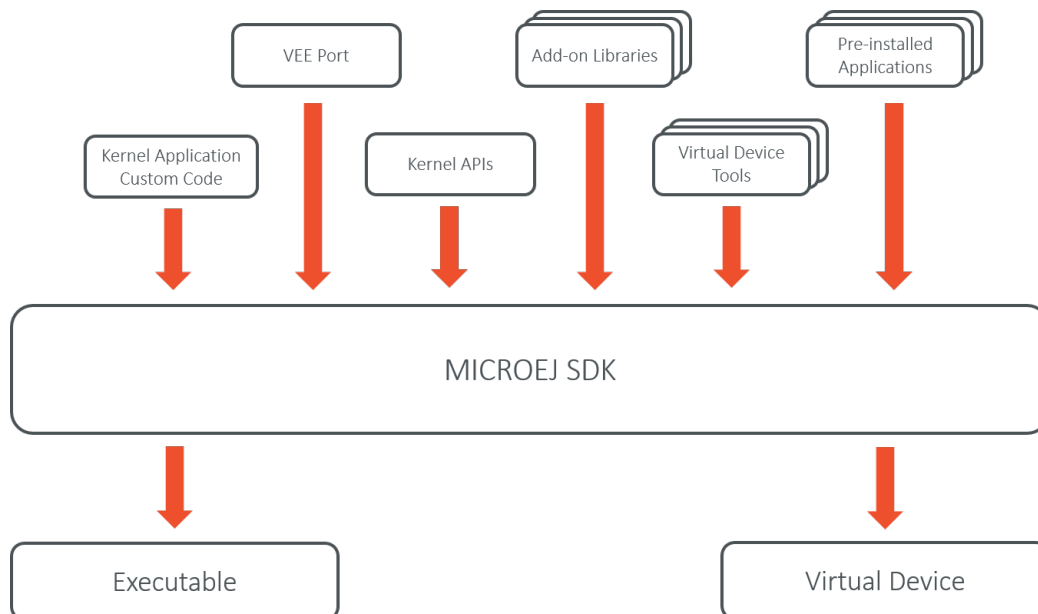 VEE Port
Add-on Libraries
Pre-installed
Applications
Kernel Application
Custom Code
Kernel APIs
Virtual Device
Tools
MICROEJ SDK
Executable
Virtual Device